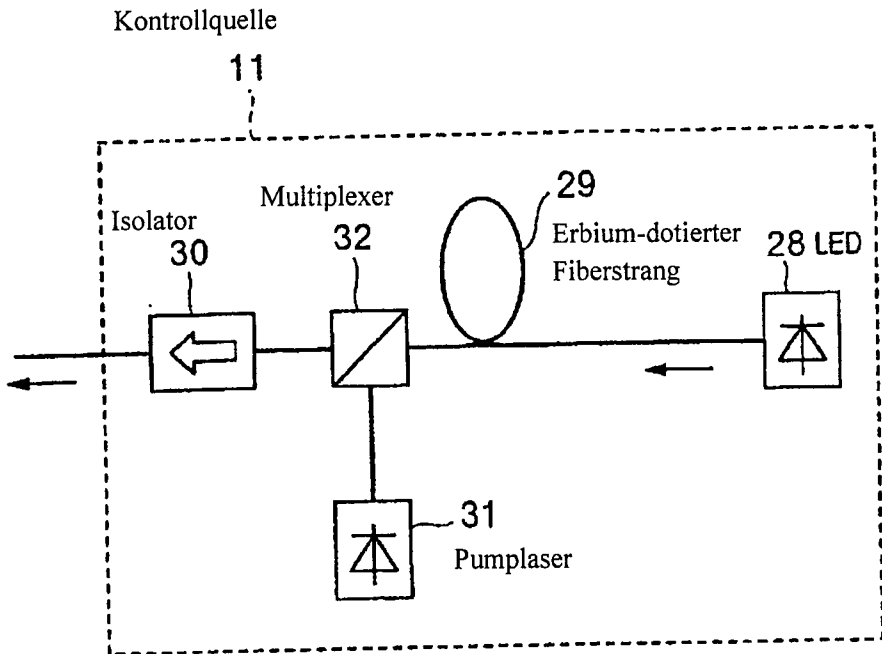 Kontrollquelle
11
Isolator
30
Multiplexer
32
29
Erbium-dotierter
Fiberstrang
28 LED
31
Pumplaser